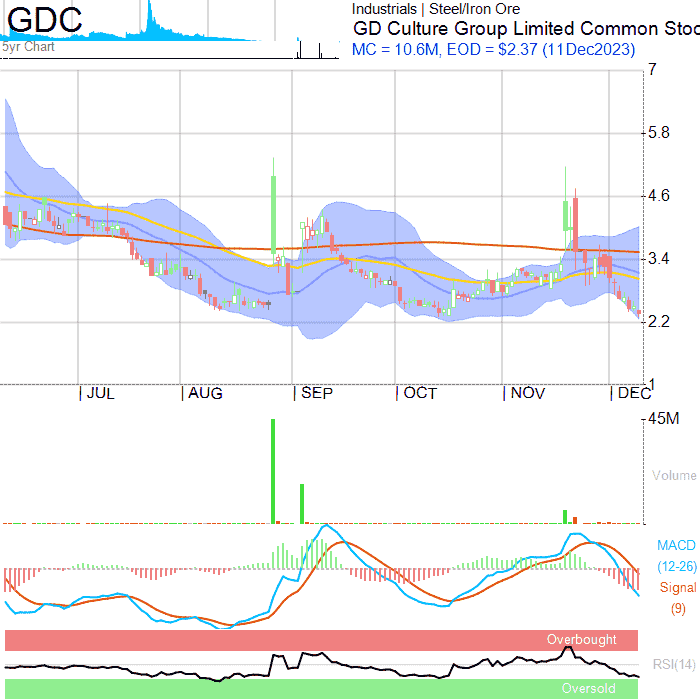 GDC
5yr Chart
Industrials | Steel/Iron Ore
GD Culture Group Limited Common Stoc
MC = 10.6M, EOD = $2.37 (11Dec2023)
7
5.8
4.6
3.4
2.2
1
JUL
AUG
SEP
OCT
NOV
DEC
45M
Volume
MACD
(12-26)
Signal
(9)
Overbought
RSI(14)
Oversold